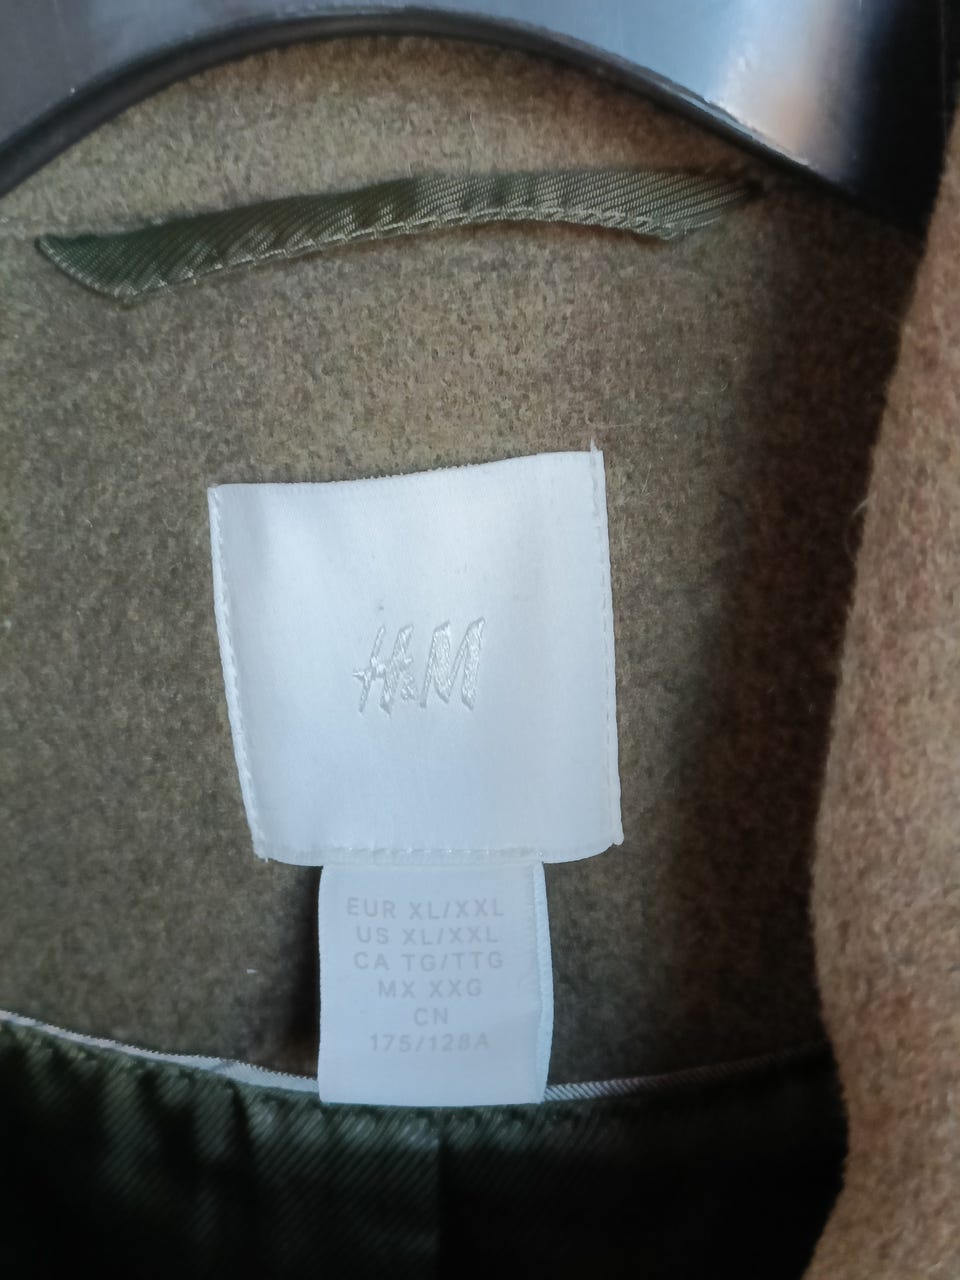 H&M
EUR XL/XXL
US XL/XXL
CA TG/TTG
MX XXG
CN
175/128A